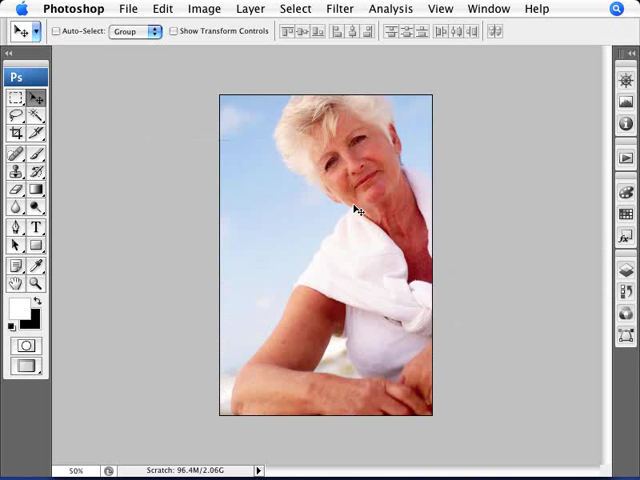 Photoshop File Edit Image Layer Select Filter Analysis View Window Help
Auto-Select: Group Show Transform Controls
Ps
T
50% Scratch: 96.4M/2.06G